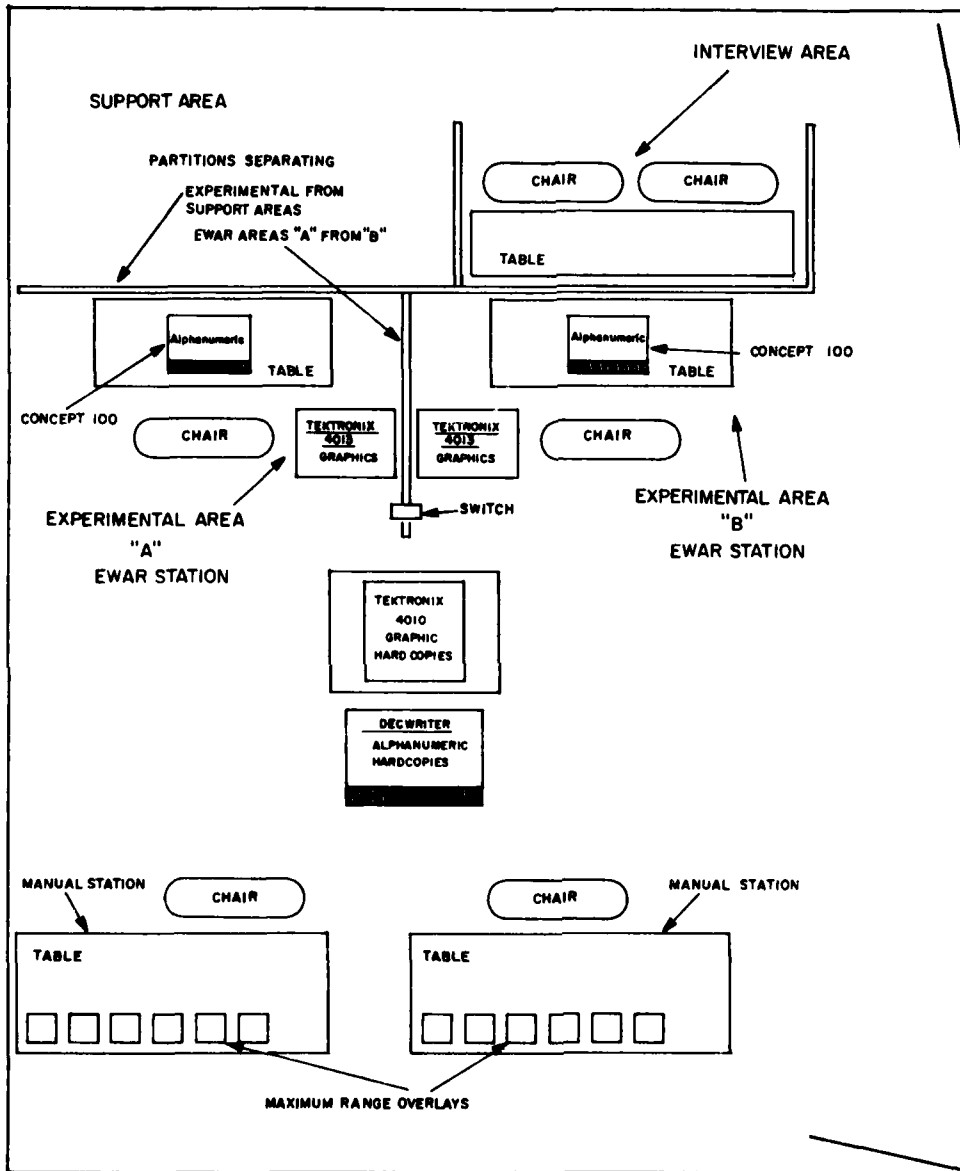 INTERVIEW AREA
SUPPORT AREA
PARTITIONS SEPARATING
EXPERIMENTAL FROM
SUPPORT AREAS
EWAR AREAS "A" FROM "B"
CHAIR
CHAIR
TABLE
Alphanumeric
TABLE
CONCEPT 100
Alphanumeric
TABLE
CONCEPT 100
CHAIR
TEKTRONIX
4013
GRAPHICS
TEKTRONIX
4013
GRAPHICS
CHAIR
SWITCH
EXPERIMENTAL AREA
"A"
EWAR STATION
EXPERIMENTAL AREA
"B"
EWAR STATION
TEKTRONIX
4010
GRAPHIC
HARD COPIES
DECWRITER
ALPHANUMERIC
HARDCOPIES
MANUAL STATION
CHAIR
CHAIR
MANUAL STATION
TABLE
TABLE
MAXIMUM RANGE OVERLAYS